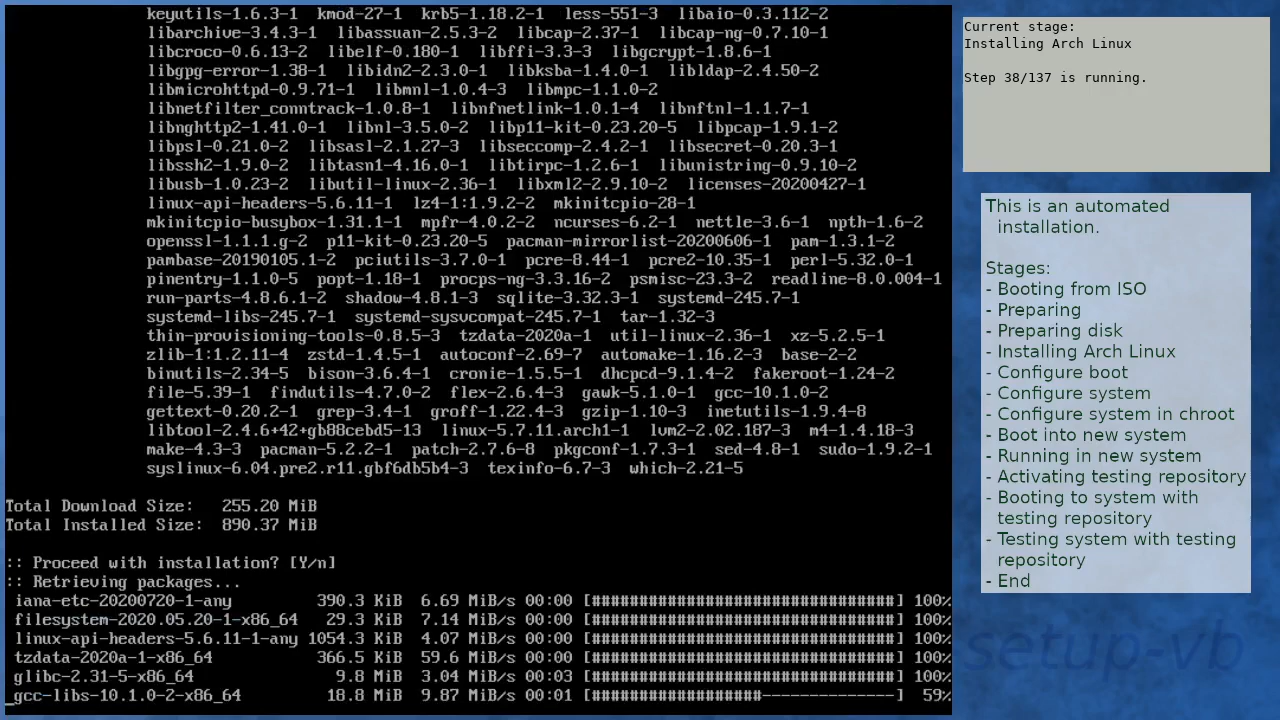 keyutils-1.6.3-1  kmod-27-1  krb5-1.18.2-1  less-551-3  libaio-0.3.112-2
libarchive-3.4.3-1  libassuan-2.5.3-2  libcap-2.37-1  libcap-ng-0.7.10-1
libcroco-0.6.13-2  libelf-0.180-1  libffi-3.3-3  libgcrypt-1.8.6-1
libgpg-error-1.38-1  libidn2-2.3.0-1  libksba-1.4.0-1  libldap-2.4.50-2
libmicrohttpd-0.9.71-1  libmnl-1.0.4-3  libmpc-1.1.0-2
libnetfilter_conntrack-1.0.8-1  libnfnetlink-1.0.1-4  libnftnl-1.1.7-1
libnghttp2-1.41.0-1  libnl-3.5.0-2  libp11-kit-0.23.20-5  libpcap-1.9.1-2
libpsl-0.21.0-2  libsasl-2.1.27-3  libseccomp-2.4.2-1  libsecret-0.20.3-1
libssh2-1.9.0-2  libtasn1-4.16.0-1  libtirpc-1.2.6-1  libunistring-0.9.10-2
libusb-1.0.23-2  libutil-linux-2.36-1  libxml2-2.9.10-2  licenses-20200427-1
linux-api-headers-5.6.11-1  lz4-1:1.9.2-2  mkinitcpio-28-1
mkinitcpio-busybox-1.31.1-1  mpfr-4.0.2-2  ncurses-6.2-1  nettle-3.6-1  npth-1.6-2
openssl-1.1.1.g-2  p11-kit-0.23.20-5  pacman-mirrorlist-20200606-1  pam-1.3.1-2
pambase-20190105.1-2  pciutils-3.7.0-1  pcre-8.44-1  pcre2-10.35-1  perl-5.32.0-1
pinentry-1.1.0-5  popt-1.18-1  procps-ng-3.3.16-2  psmisc-23.3-2  readline-8.0.004-1
run-parts-4.8.6.1-2  shadow-4.8.1-3  sqlite-3.32.3-1  systemd-245.7-1
systemd-libs-245.7-1  systemd-sysvcompat-245.7-1  tar-1.32-3
thin-provisioning-tools-0.8.5-3  tzdata-2020a-1  util-linux-2.36-1  xz-5.2.5-1
zlib-1:1.2.11-4  zstd-1.4.5-1  autoconf-2.69-7  automake-1.16.2-3  base-2-2
binutils-2.34-5  bison-3.6.4-1  cronie-1.5.5-1  dhcpcd-9.1.4-2  fakeroot-1.24-2
file-5.39-1  findutils-4.7.0-2  flex-2.6.4-3  gawk-5.1.0-1  gcc-10.1.0-2
gettext-0.20.2-1  grep-3.4-1  groff-1.22.4-3  gzip-1.10-3  inetutils-1.9.4-8
libtool-2.4.6+42+gb88cebd5-13  linux-5.7.11.arch1-1  lvm2-2.02.187-3  m4-1.4.18-3
make-4.3-3  pacman-5.2.2-1  patch-2.7.6-8  pkgconf-1.7.3-1  sed-4.8-1  sudo-1.9.2-1
syslinux-6.04.pre2.r11.gbf6db5b4-3  texinfo-6.7-3  which-2.21-5
Total Download Size:   255.20 MiB
Total Installed Size:  890.37 MiB
:: Proceed with installation? [Y/n]
:: Retrieving packages...
iana-etc-20200720-1-any  390.3 KiB  6.69 MiB/s 00:00 [################################] 100%
filesystem-2020.05.20-1-x86_64  29.3 KiB  7.14 MiB/s 00:00 [################################] 100%
linux-api-headers-5.6.11-1-any 1054.3 KiB  4.07 MiB/s 00:00 [################################] 100%
tzdata-2020a-1-x86_64  366.5 KiB  59.6 MiB/s 00:00 [################################] 100%
glibc-2.31-5-x86_64  9.8 MiB  3.04 MiB/s 00:03 [################################] 100%
_gcc-libs-10.1.0-2-x86_64  18.8 MiB  9.87 MiB/s 00:01 [##################--------------]  59%
Current stage:
Installing Arch Linux
Step 38/137 is running.
This is an automated
installation.
Stages:
- Booting from ISO
- Preparing
- Preparing disk
- Installing Arch Linux
- Configure boot
- Configure system
- Configure system in chroot
- Boot into new system
- Running in new system
- Activating testing repository
- Booting to system with
testing repository
- Testing system with testing
repository
- End
setup-vb